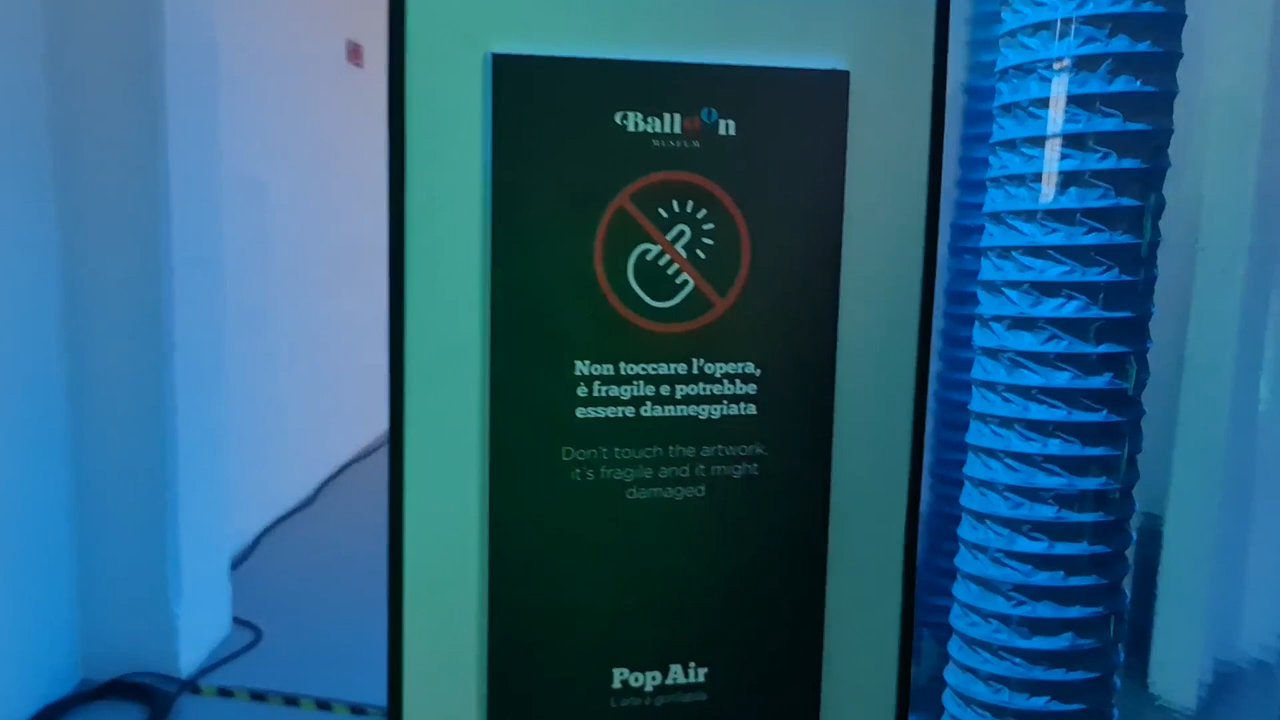 Balloon
MUSEUM
Non toccare l'opera,
è fragile e potrebbe
essere danneggiata
Don't touch the artwork,
it's fragile and it might
damaged
Pop Air
L'arte è gonfiabile